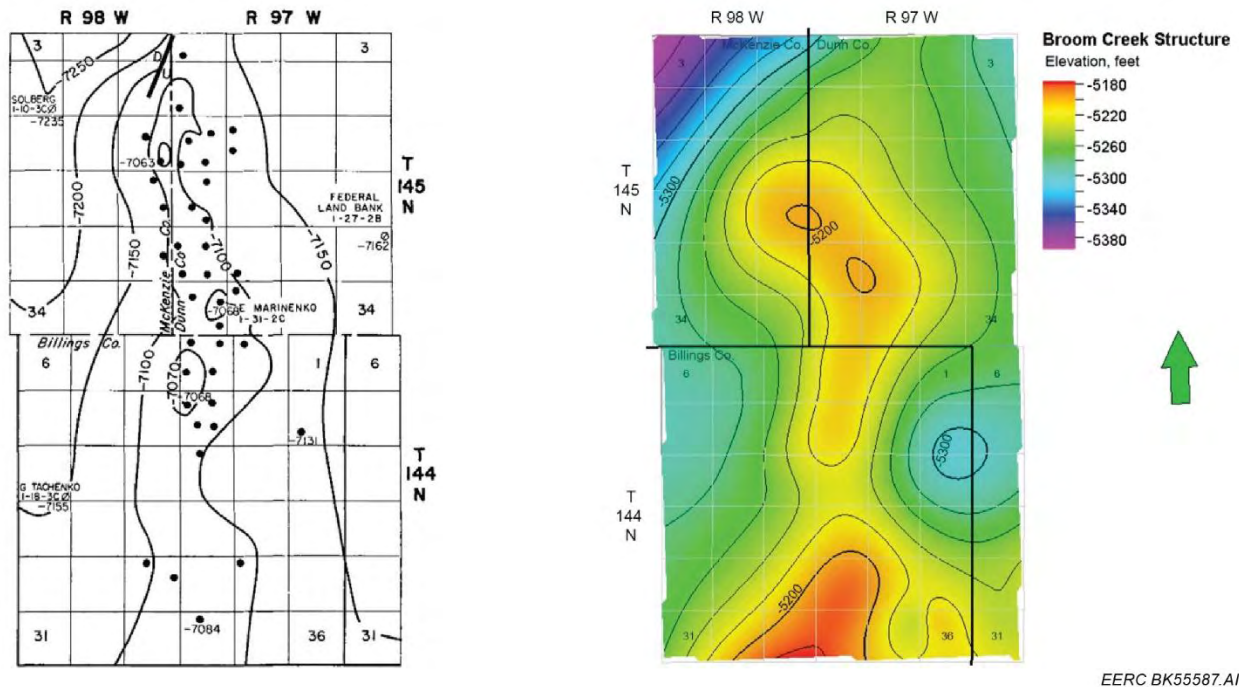 R 98 W R 97 W
3 3
-7250
D
U
SOLBERG
1-10-3CØ
-7235
-7063
T
145
N
-7200
FEDERAL
LAND BANK
1-27-2B
Ø
-7162
-7150
-7100
-7150
McKenzie Co.
Dunn Co
34 34
-7068
E. MARINENKO
1-31-2C
Billings Co.
6 1 6
-7100
-7070
-7068
-7131
T
144
N
G TACHENKO
1-18-3CØ
-7155
-7084
31 36 31
R 98 W R 97 W
McKenzie Co. Dunn Co.
3 3
-5300
T
145
N
-5200
34 34
Billings Co.
6 1 6
-5300
T
144
N
-5200
31 36 31
Broom Creek Structure
Elevation, feet
-5180
-5220
-5260
-5300
-5340
-5380
EERC BK55587.AI